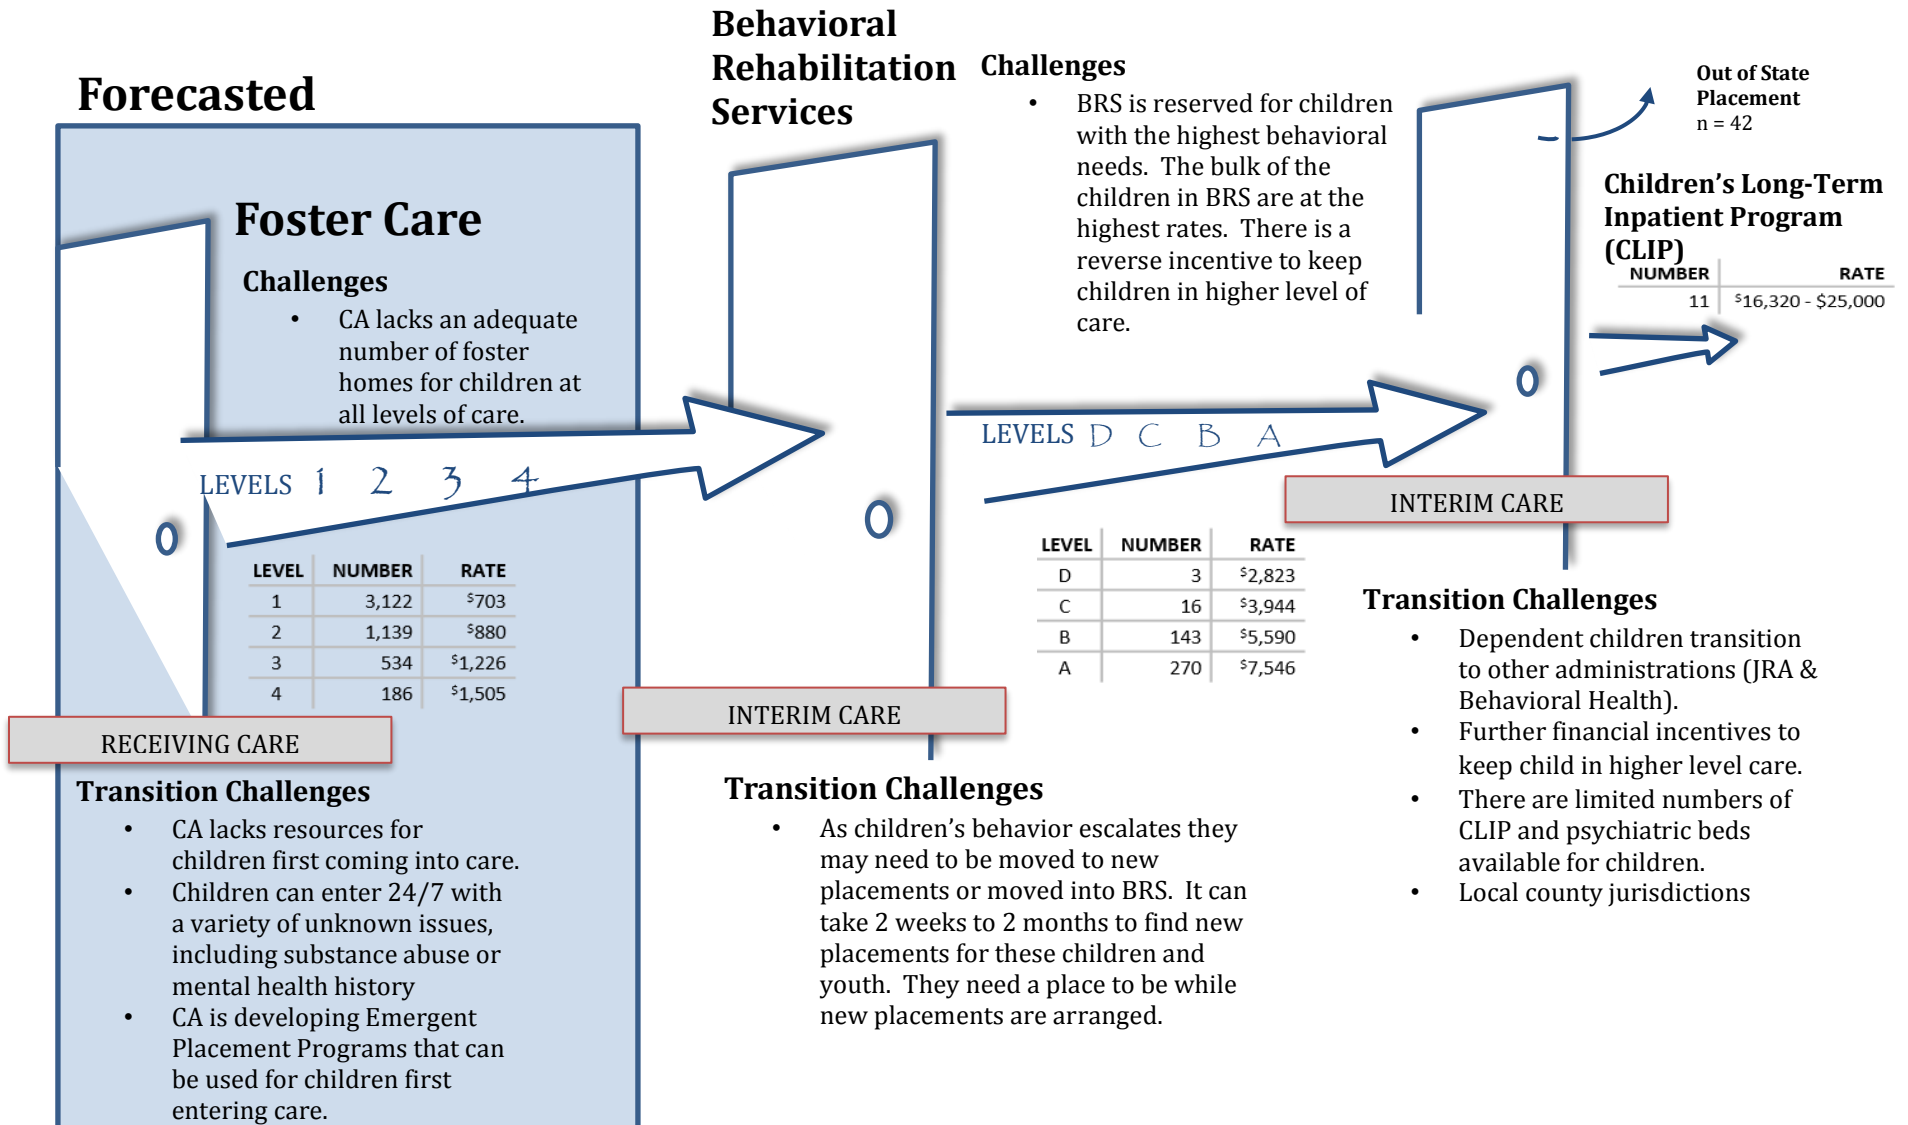 Forecasted
Foster Care
Challenges
• CA lacks an adequate
number of foster
homes for children at
all levels of care.
LEVELS 1 2 3 4
LEVEL NUMBER RATE
1 3,122 $703
2 1,139 $880
3 534 $1,226
4 186 $1,505
RECEIVING CARE
Transition Challenges
• CA lacks resources for
children first coming into care.
• Children can enter 24/7 with
a variety of unknown issues,
including substance abuse or
mental health history
• CA is developing Emergent
Placement Programs that can
be used for children first
entering care.
Behavioral
Rehabilitation
Services
Challenges
• BRS is reserved for children
with the highest behavioral
needs. The bulk of the
children in BRS are at the
highest rates. There is a
reverse incentive to keep
children in higher level of
care.
LEVELS D C B A
LEVEL NUMBER RATE
D 3 $2,823
C 16 $3,944
B 143 $5,590
A 270 $7,546
INTERIM CARE
Transition Challenges
• As children’s behavior escalates they
may need to be moved to new
placements or moved into BRS. It can
take 2 weeks to 2 months to find new
placements for these children and
youth. They need a place to be while
new placements are arranged.
Out of State
Placement
n = 42
Children’s Long-Term
Inpatient Program
(CLIP)
NUMBER RATE
11 $16,320 - $25,000
INTERIM CARE
Transition Challenges
• Dependent children transition
to other administrations (JRA &
Behavioral Health).
• Further financial incentives to
keep child in higher level care.
• There are limited numbers of
CLIP and psychiatric beds
available for children.
• Local county jurisdictions